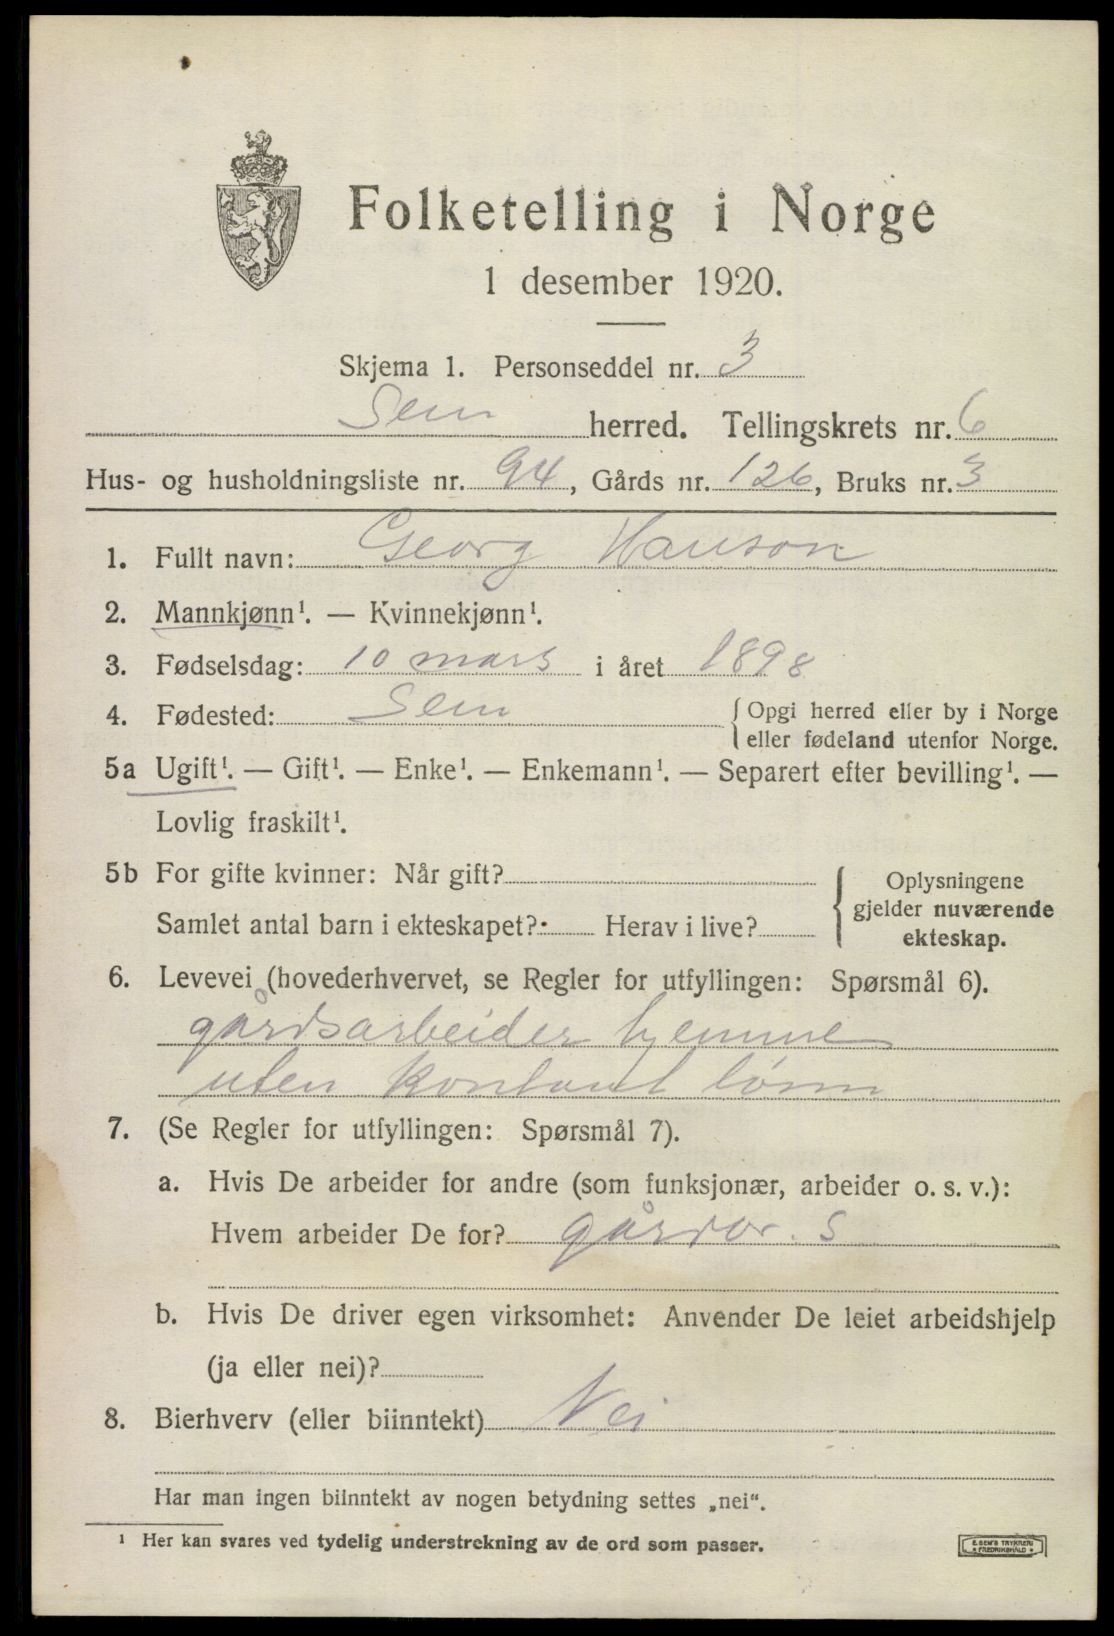 Folketelling i Norge
1 desember 1920.
Skjema 1. Personseddel nr. 3
Sem herred. Tellingskrets nr. 6
Hus- og husholdningsliste nr. 94, Gårds nr. 126, Bruks nr. 3
1. Fullt navn: Georg Hanson
2. Mannkjønn¹. — Kvinnekjønn¹.
3. Fødselsdag: 10 mars i året 1898
4. Fødested: Sem { Opgi herred eller by i Norge
eller fødeland utenfor Norge.
5a Ugift¹. — Gift¹. — Enke¹. — Enkemann¹. — Separert efter bevilling¹. —
Lovlig fraskilt¹.
5b For gifte kvinner: Når gift?
Samlet antal barn i ekteskapet? Herav i live?
Oplysningene
gjelder nuværende
ekteskap.
6. Levevei (hovederhvervet, se Regler for utfyllingen: Spørsmål 6).
gårdsarbeider hjemme
uten kontant lønn
7. (Se Regler for utfyllingen: Spørsmål 7).
a. Hvis De arbeider for andre (som funksjonær, arbeider o. s. v.):
Hvem arbeider De for? gårdbr. S
b. Hvis De driver egen virksomhet: Anvender De leiet arbeidshjelp
(ja eller nei)?
8. Bierhverv (eller biinntekt) Nei
Har man ingen biinntekt av nogen betydning settes „nei“.
¹ Her kan svares ved tydelig understrekning av de ord som passer.
E. SEM'S TRYKKERI
FREDRIKSHALD